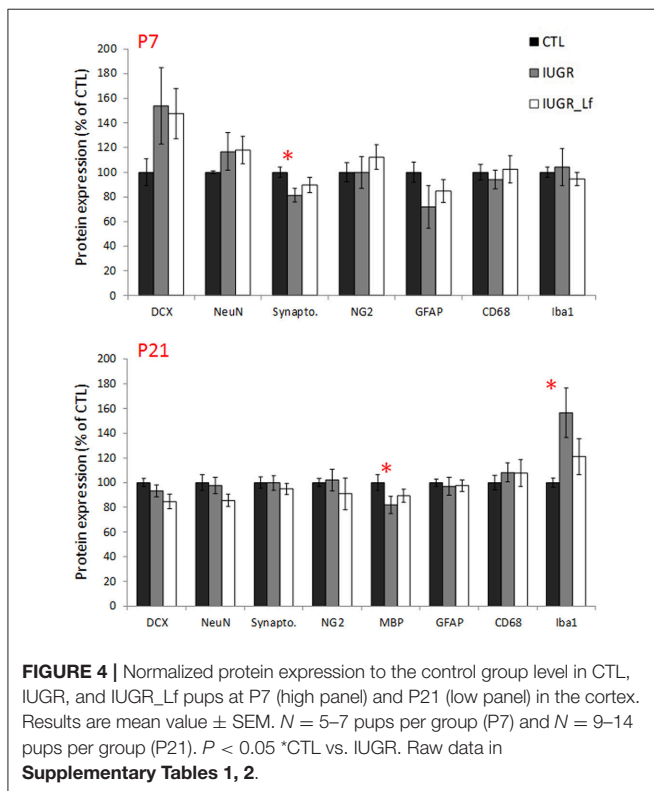 P7
CTL
IUGR
IUGR_Lf
Protein expression (% of CTL)
200
180
160
140
120
100
80
60
40
20
0
*
DCX NeuN Synapto. NG2 GFAP CD68 Iba1
P21
Protein expression (% of CTL)
200
180
160
140
120
100
80
60
40
20
0
*
*
DCX NeuN Synapto. NG2 MBP GFAP CD68 Iba1
FIGURE 4 | Normalized protein expression to the control group level in CTL,
IUGR, and IUGR_Lf pups at P7 (high panel) and P21 (low panel) in the cortex.
Results are mean value ± SEM. N = 5–7 pups per group (P7) and N = 9–14
pups per group (P21). P < 0.05 *CTL vs. IUGR. Raw data in
Supplementary Tables 1, 2.